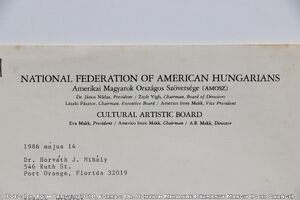 NATIONAL FEDERATION OF AMERICAN HUNGARIANS
Amerikai Magyarok Országos Szövetsége (AMOSZ)
Dr. János Nádas, President / Zsolt Vigh, Chairman, Board of Directors
László Pásztor, Chairman, Executive Board / Americo Imre Makk, Vice President
CULTURAL ARTISTIC BOARD
Eva Makk, President / Americo Imre Makk, Chairman / A.B. Makk, Director
1986 május 14
Dr. Horváth J. Mihály
546 Ruth St.
Port Orange, Florida 32019